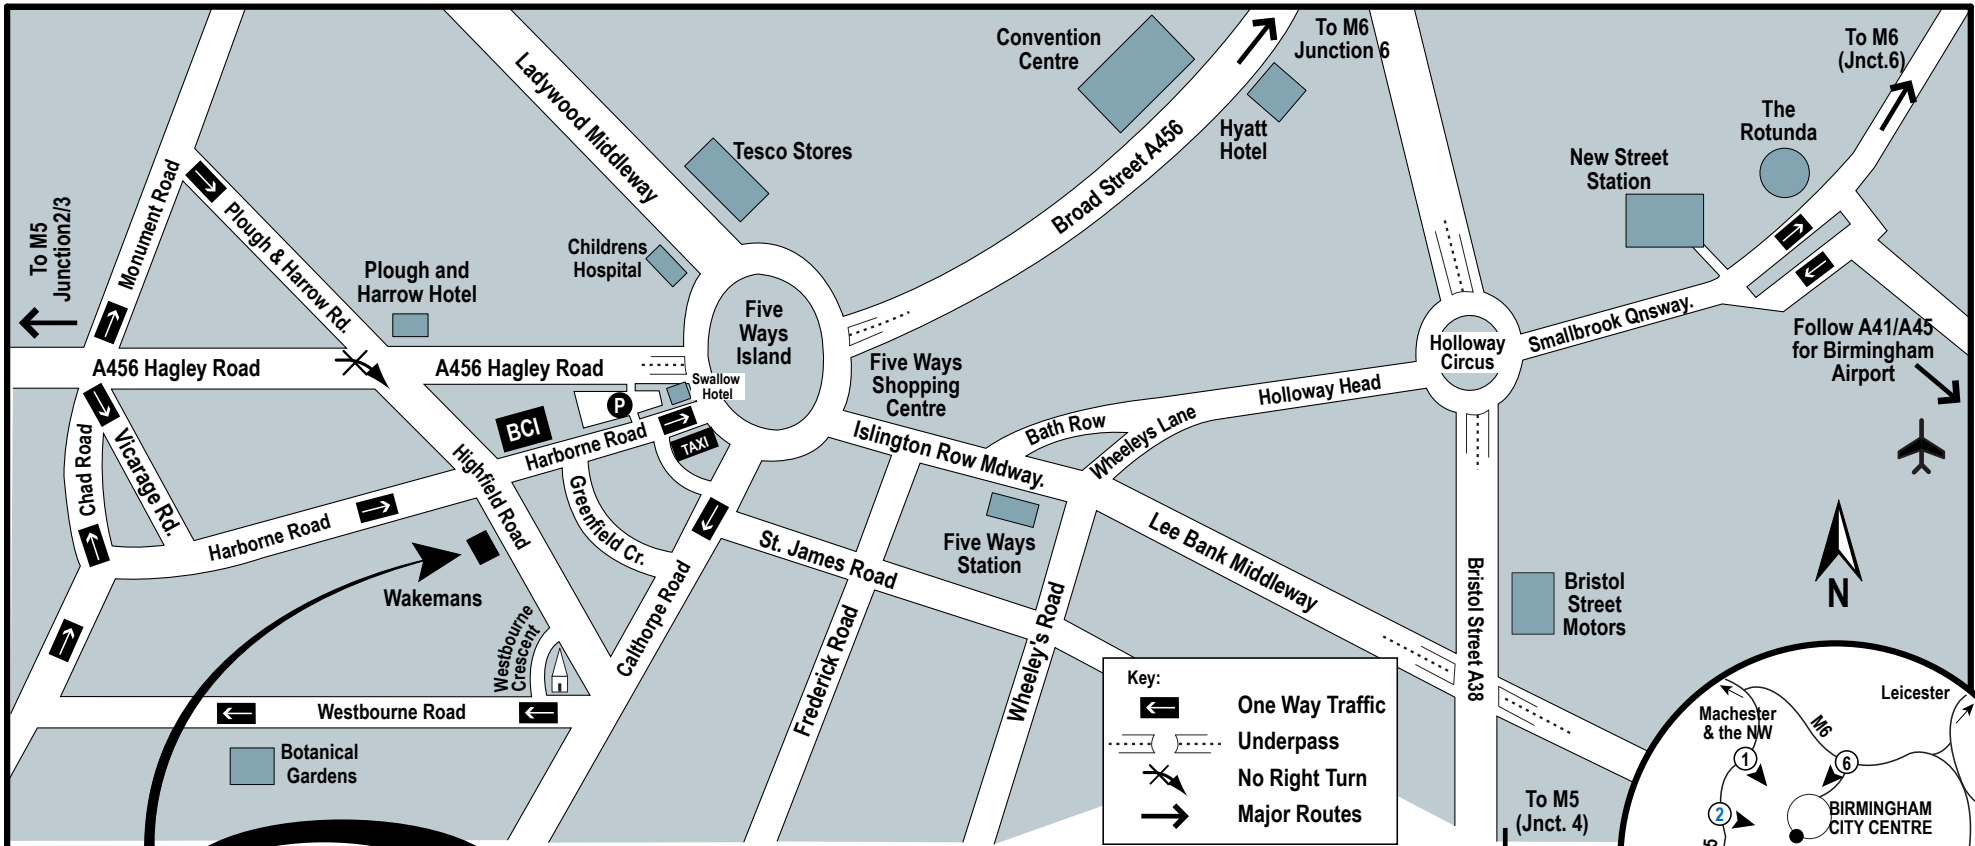 To M5
Junction2/3
Monument Road
Plough & Harrow Rd.
Plough and
Harrow Hotel
A456 Hagley Road
A456 Hagley Road
Ladywood Middleway
Tesco Stores
Childrens
Hospital
Five
Ways
Island
Swallow
Hotel
P
BCI
TAXI
Convention
Centre
Broad Street A456
To M6
Junction 6
Hyatt
Hotel
Five Ways
Shopping
Centre
New Street
Station
The
Rotunda
To M6
(Jnct.6)
Holloway
Circus
Smallbrook Qnsway.
Holloway Head
Bath Row
Wheeleys Lane
Follow A41/A45
for Birmingham
Airport
N
Chad Road
Vicarage Rd.
Harborne Road
Harborne Road
Highfield Road
Greenfield Cr.
Wakemans
Westbourne
Crescent
Westbourne Road
Botanical
Gardens
Calthorpe Road
St. James Road
Frederick Road
Wheeley's Road
Islington Row Mdway.
Five Ways
Station
Lee Bank Middleway
Bristol Street A38
Bristol
Street
Motors
Key:
One Way Traffic
Underpass
No Right Turn
Major Routes
To M5
(Jnct. 4)
Leicester
Machester
& the NW
M6
1
6
2
BIRMINGHAM
CITY CENTRE